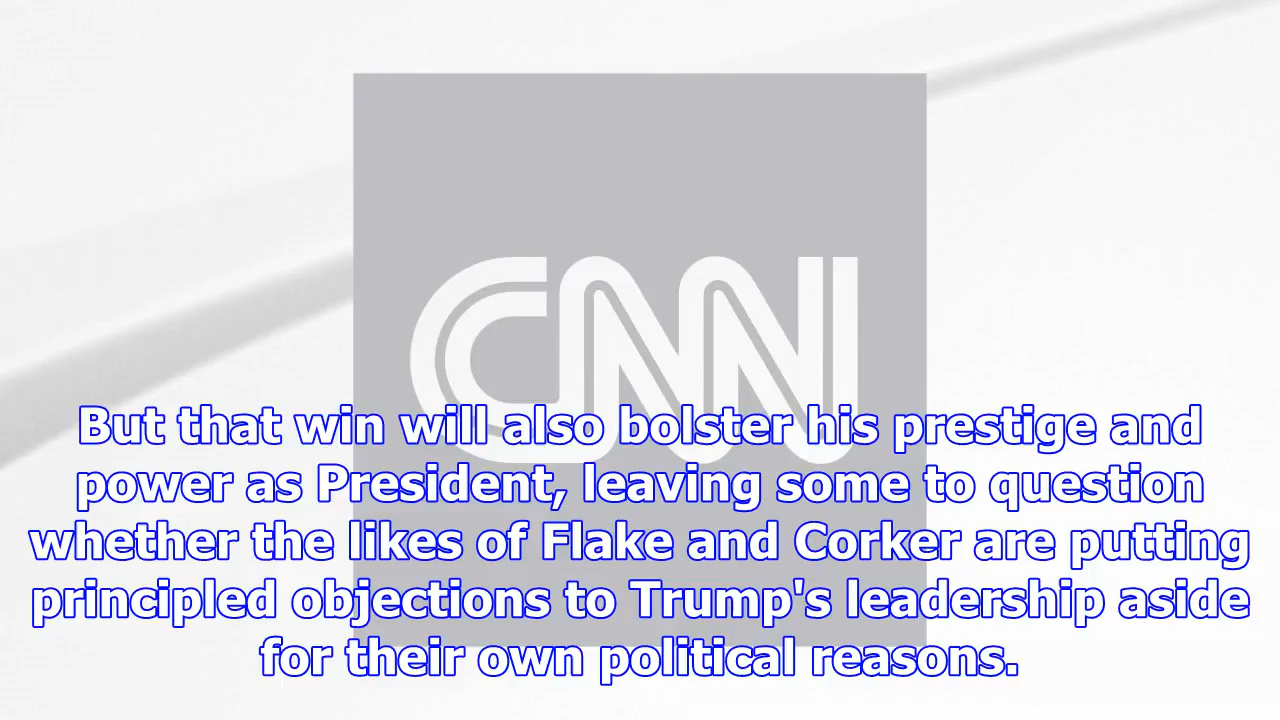 CNN
But that win will also bolster his prestige and
power as President, leaving some to question
whether the likes of Flake and Corker are putting
principled objections to Trump's leadership aside
for their own political reasons.